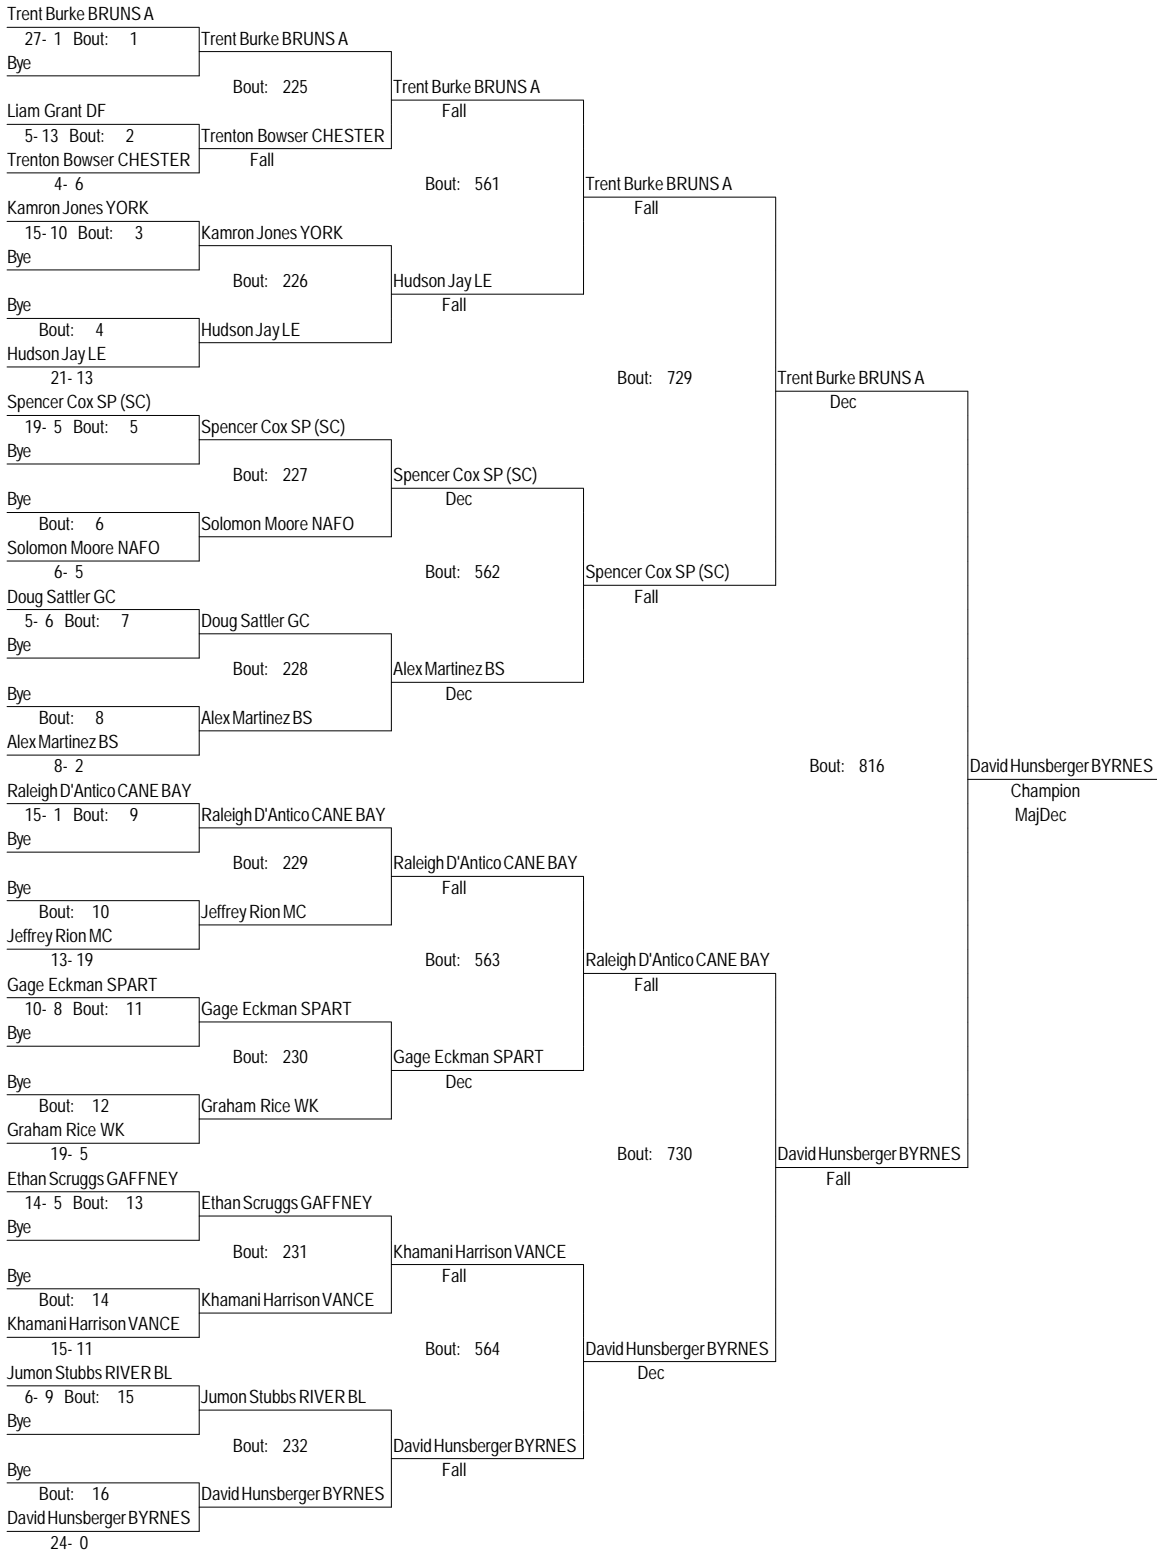 Trent Burke BRUNS A
27- 1 Bout: 1
Trent Burke BRUNS A
Bye
Bout: 225
Trent Burke BRUNS A
Liam Grant DF
Fall
5- 13 Bout: 2
Trenton Bowser CHESTER
Trenton Bowser CHESTER
Fall
4- 6
Bout: 561
Trent Burke BRUNS A
Kamron Jones YORK
Fall
15- 10 Bout: 3
Kamron Jones YORK
Bye
Bout: 226
Hudson Jay LE
Bye
Fall
Bout: 4
Hudson Jay LE
Hudson Jay LE
21- 13
Bout: 729
Trent Burke BRUNS A
Spencer Cox SP (SC)
Dec
19- 5 Bout: 5
Spencer Cox SP (SC)
Bye
Bout: 227
Spencer Cox SP (SC)
Bye
Dec
Bout: 6
Solomon Moore NAFO
Solomon Moore NAFO
6- 5
Bout: 562
Spencer Cox SP (SC)
Doug Sattler GC
Fall
5- 6 Bout: 7
Doug Sattler GC
Bye
Bout: 228
Alex Martinez BS
Bye
Dec
Bout: 8
Alex Martinez BS
Alex Martinez BS
8- 2
Bout: 816
David Hunsberger BYRNES
Raleigh D'Antico CANE BAY
Champion
15- 1 Bout: 9
Raleigh D'Antico CANE BAY
MajDec
Bye
Bout: 229
Raleigh D'Antico CANE BAY
Bye
Fall
Bout: 10
Jeffrey Rion MC
Jeffrey Rion MC
13- 19
Bout: 563
Raleigh D'Antico CANE BAY
Gage Eckman SPART
Fall
10- 8 Bout: 11
Gage Eckman SPART
Bye
Bout: 230
Gage Eckman SPART
Bye
Dec
Bout: 12
Graham Rice WK
Graham Rice WK
19- 5
Bout: 730
David Hunsberger BYRNES
Ethan Scruggs GAFFNEY
Fall
14- 5 Bout: 13
Ethan Scruggs GAFFNEY
Bye
Bout: 231
Khamani Harrison VANCE
Bye
Fall
Bout: 14
Khamani Harrison VANCE
Khamani Harrison VANCE
15- 11
Bout: 564
David Hunsberger BYRNES
Jumon Stubbs RIVER BL
Dec
6- 9 Bout: 15
Jumon Stubbs RIVER BL
Bye
Bout: 232
David Hunsberger BYRNES
Bye
Fall
Bout: 16
David Hunsberger BYRNES
David Hunsberger BYRNES
24- 0